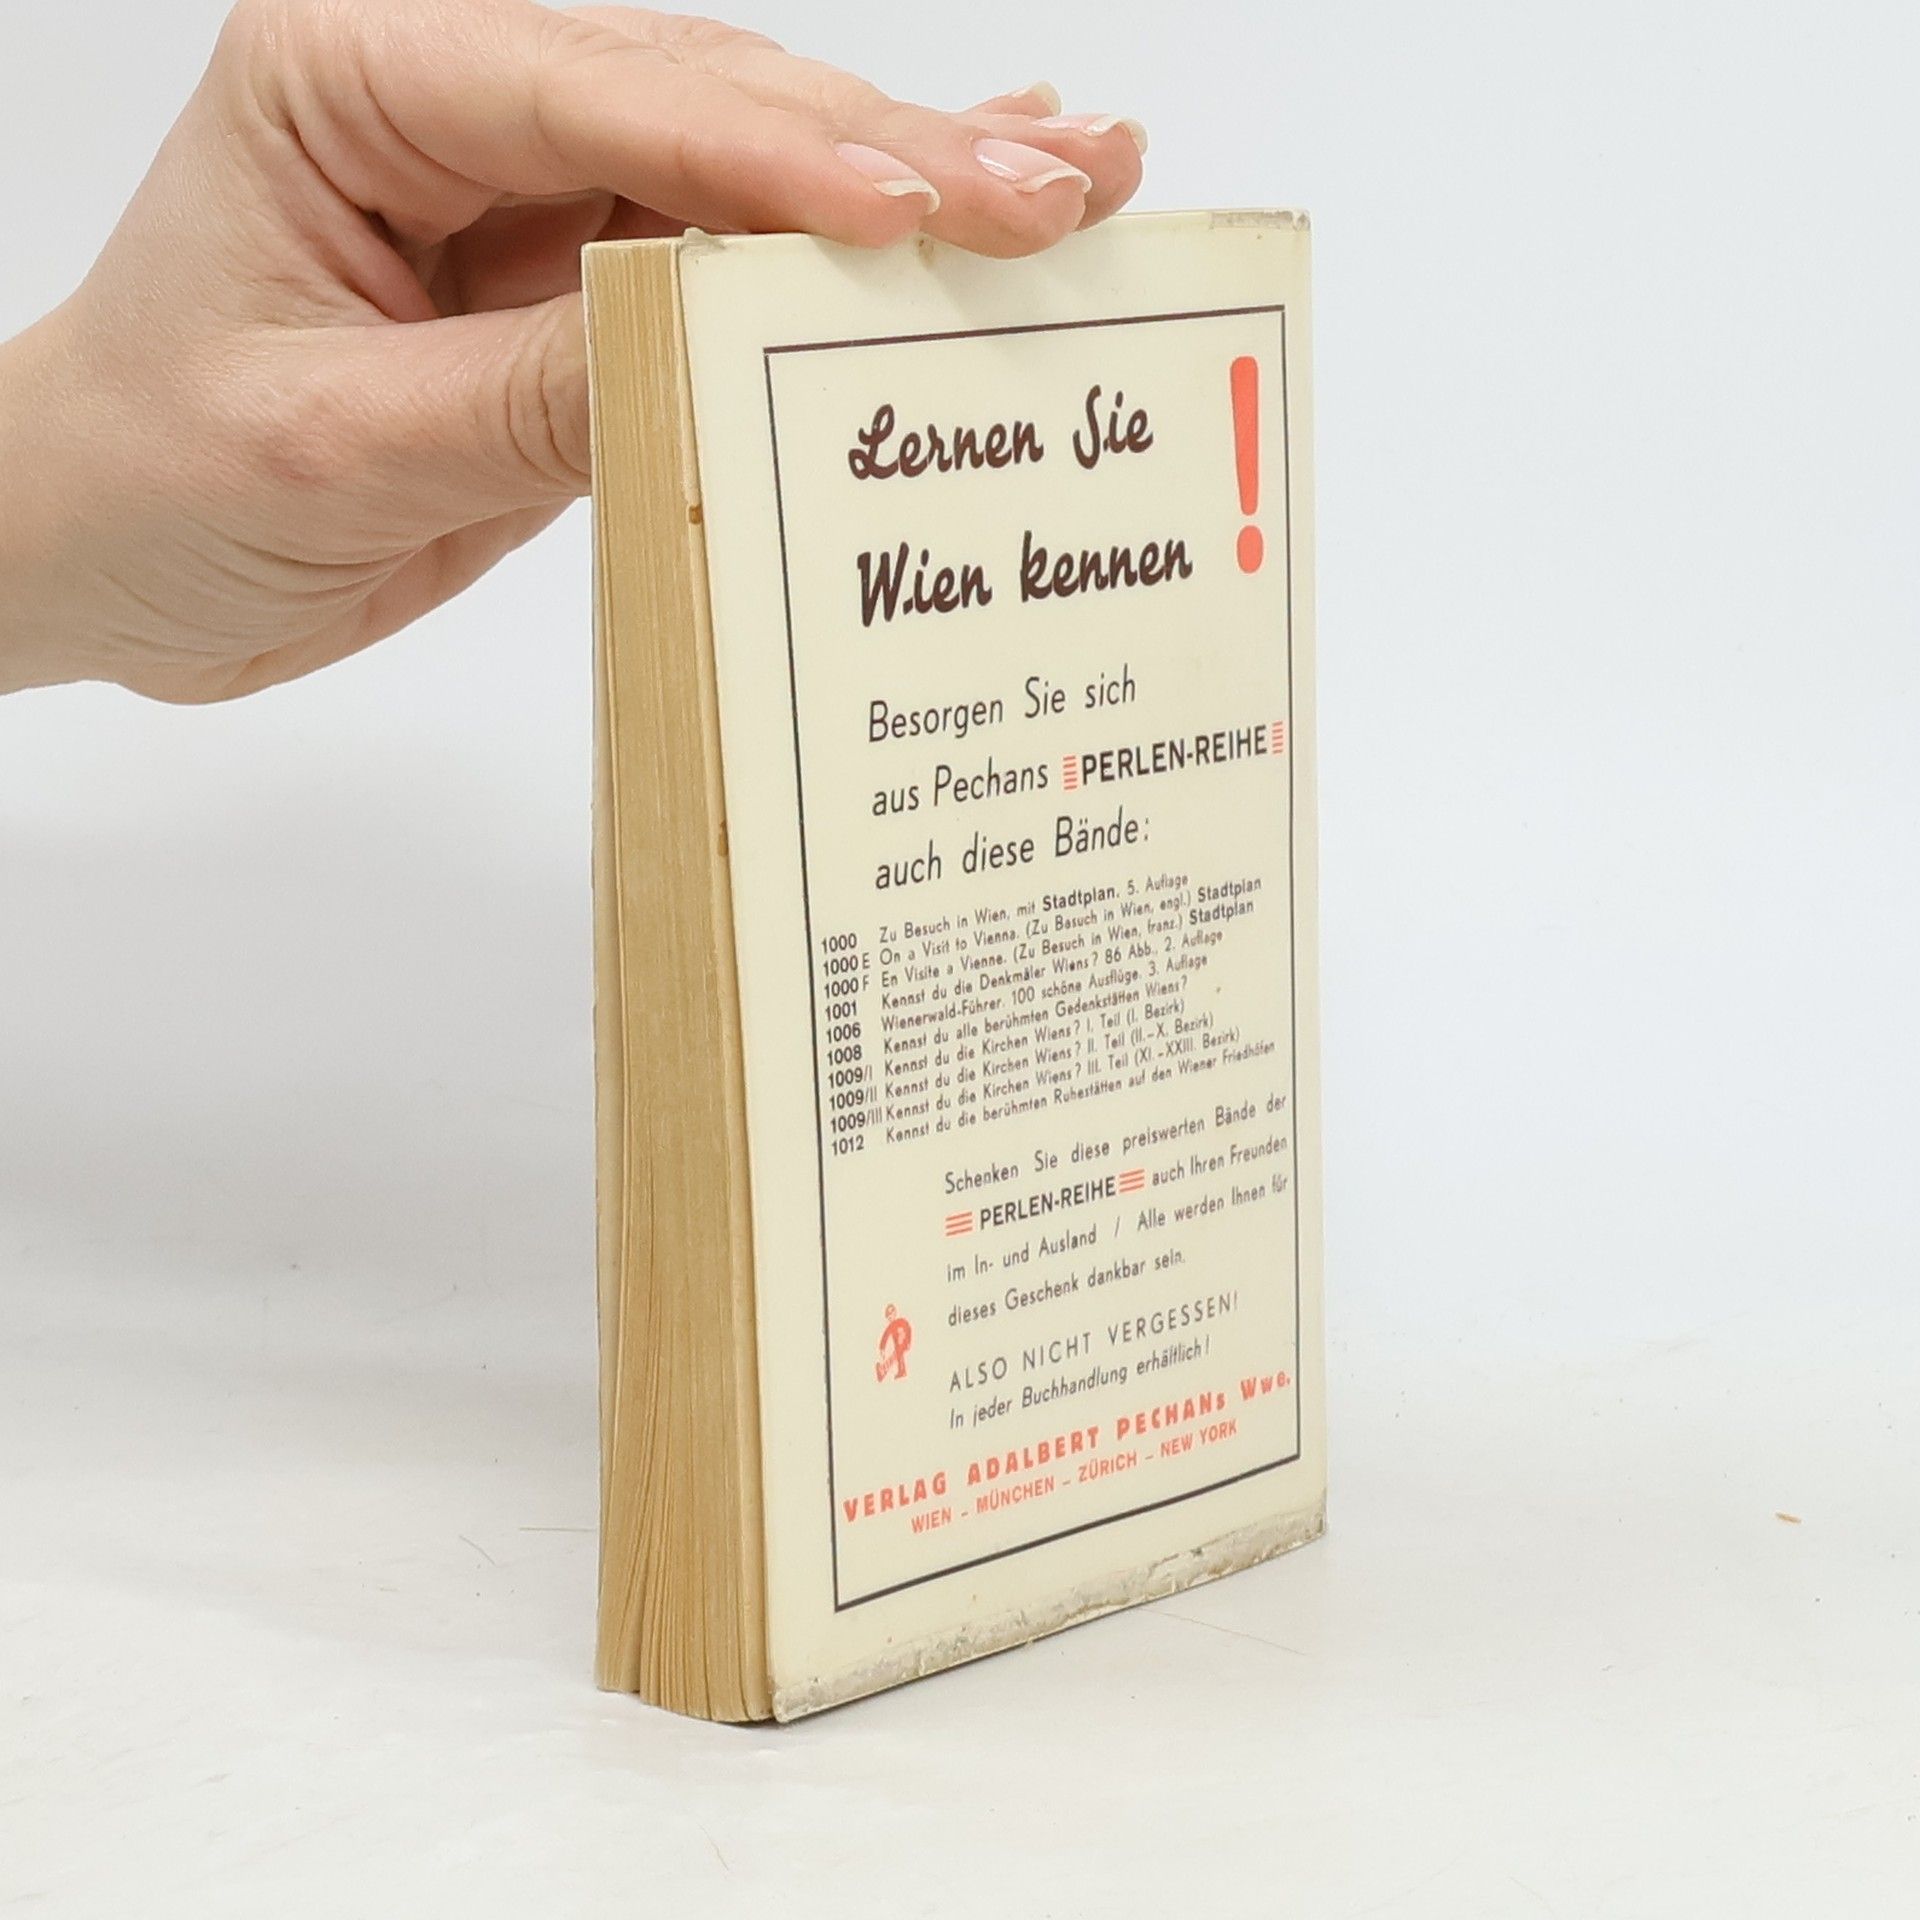 Lernen Sie
Wien kennen !
Besorgen Sie sich
aus Pechans PERLEN-REIHE
auch diese Bände:
1000 Zu Besuch in Wien, mit Stadtplan. 5. Auflage
1000 E On a Visit to Vienna. (Zu Besuch in Wien, engl.) Stadtplan
1000 F En Visite a Vienne. (Zu Besuch in Wien, franz.) Stadtplan
1001 Kennst du die Denkmäler Wiens? 86 Abb., 2. Auflage
1006 Wienerwald-Führer. 100 schöne Ausflüge. 3. Auflage
1008 Kennst du alle berühmten Gedenkstätten Wiens?
1009/I Kennst du die Kirchen Wiens? I. Teil (I. Bezirk)
1009/II Kennst du die Kirchen Wiens? II. Teil (II.-X. Bezirk)
1009/III Kennst du die Kirchen Wiens? III. Teil (XI.-XXIII. Bezirk)
1012 Kennst du die berühmten Ruhestätten auf den Wiener Friedhöfen
Schenken Sie diese preiswerten Bände der
PERLEN-REIHE auch Ihren Freunden
im In- und Ausland / Alle werden Ihnen für
dieses Geschenk dankbar sein.
ALSO NICHT VERGESSEN!
In jeder Buchhandlung erhältlich!
VERLAG ADALBERT PECHANs Wwe.
WIEN – MÜNCHEN – ZÜRICH – NEW YORK